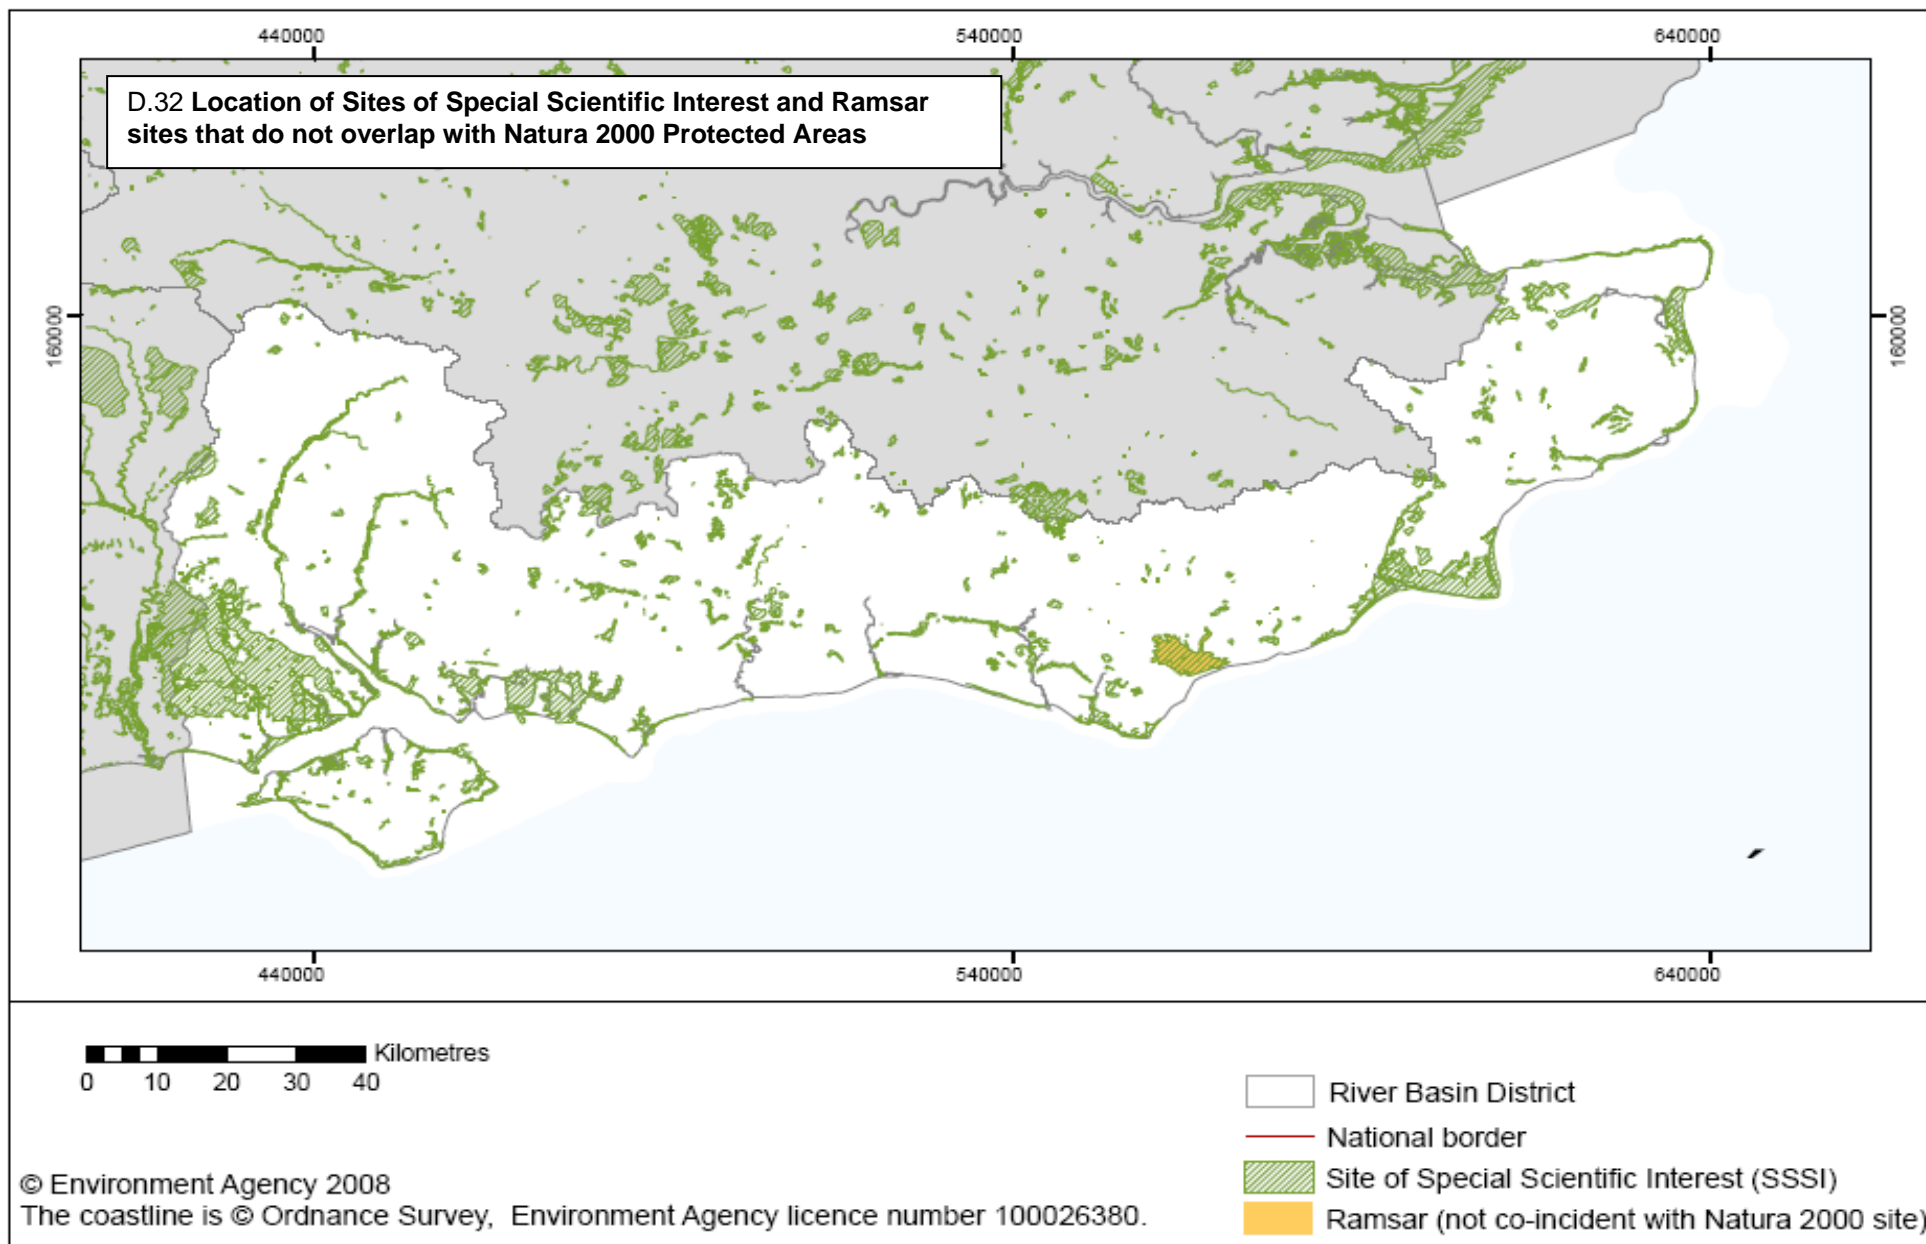 440000 540000 640000
D.32 Location of Sites of Special Scientific Interest and Ramsar
sites that do not overlap with Natura 2000 Protected Areas
160000 160000
440000 540000 640000
Kilometres
0 10 20 30 40
River Basin District
National border
Site of Special Scientific Interest (SSSI)
Ramsar (not co-incident with Natura 2000 site)
© Environment Agency 2008
The coastline is © Ordnance Survey, Environment Agency licence number 100026380.